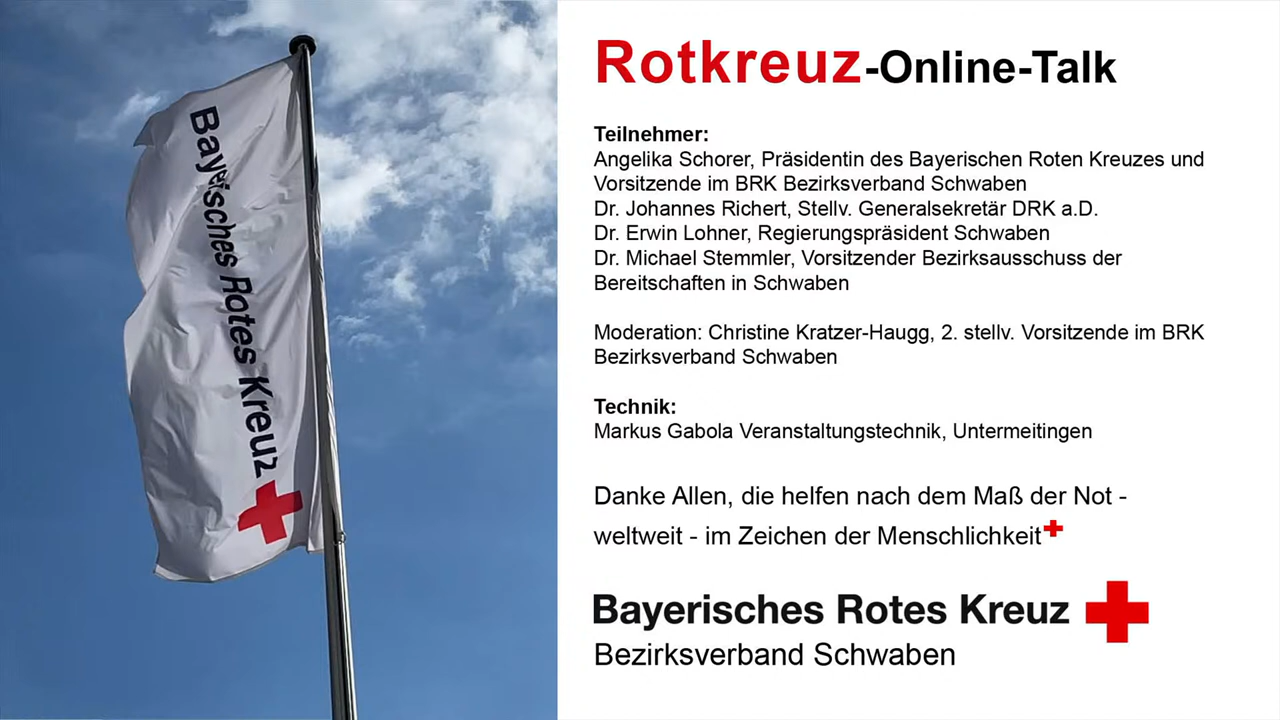 Bayerisches Rotes Kreuz
Rotkreuz-Online-Talk
Teilnehmer:
Angelika Schorer, Präsidentin des Bayerischen Roten Kreuzes und
Vorsitzende im BRK Bezirksverband Schwaben
Dr. Johannes Richert, Stellv. Generalsekretär DRK a.D.
Dr. Erwin Lohner, Regierungspräsident Schwaben
Dr. Michael Stemmler, Vorsitzender Bezirksausschuss der
Bereitschaften in Schwaben
Moderation: Christine Kratzer-Haugg, 2. stellv. Vorsitzende im BRK
Bezirksverband Schwaben
Technik:
Markus Gabola Veranstaltungstechnik, Untermeitingen
Danke Allen, die helfen nach dem Maß der Not -
weltweit - im Zeichen der Menschlichkeit
Bayerisches Rotes Kreuz
Bezirksverband Schwaben